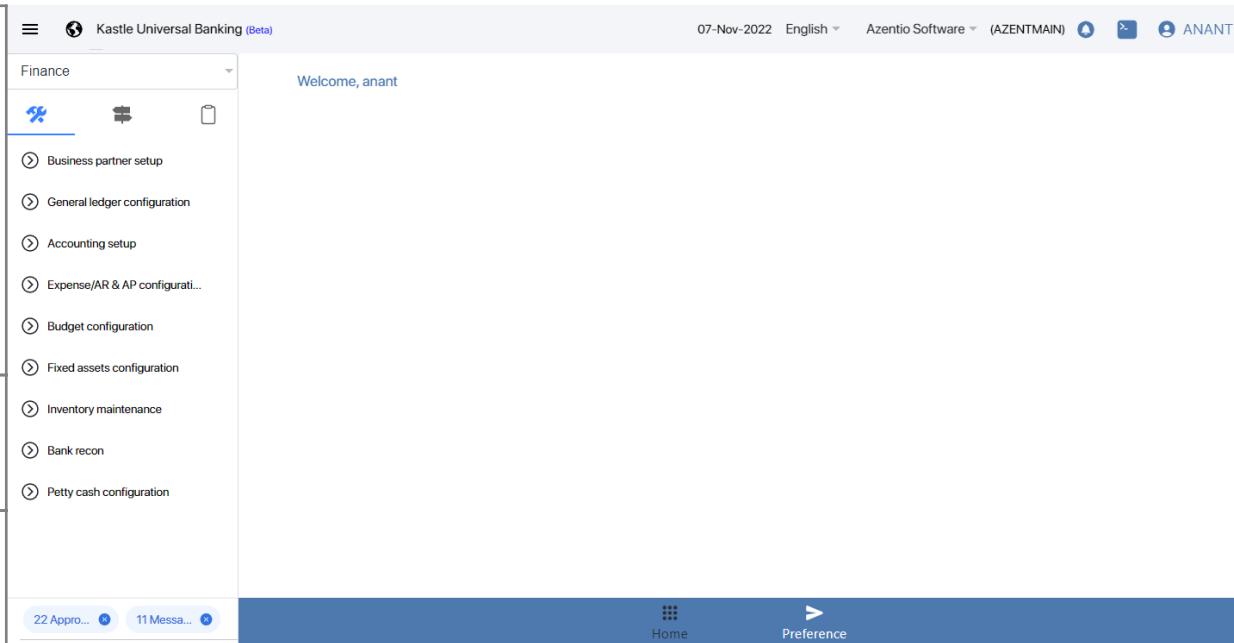 Kastle Universal Banking (Beta)
07-Nov-2022 English Azentio Software (AZENTMAIN) ANANT
Finance
Welcome, anant
Business partner setup
General ledger configuration
Accounting setup
Expense/AR & AP configurati...
Budget configuration
Fixed assets configuration
Inventory maintenance
Bank recon
Petty cash configuration
22 Appro... 11 Messa...
Home
Preference